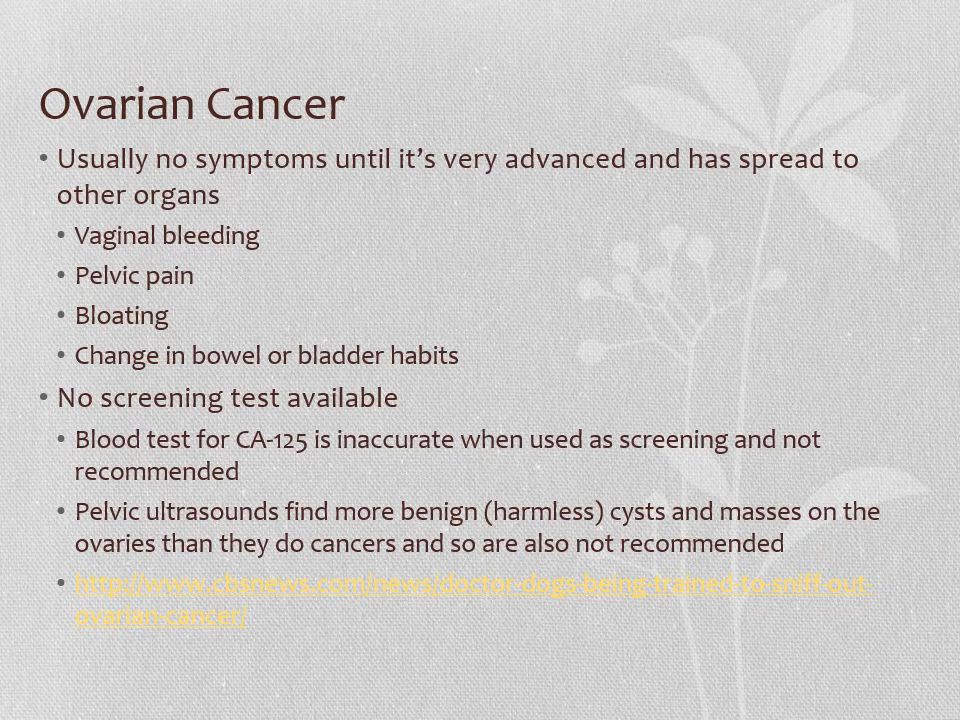 Ovarian Cancer
• Usually no symptoms until it’s very advanced and has spread to
other organs
• Vaginal bleeding
• Pelvic pain
• Bloating
• Change in bowel or bladder habits
• No screening test available
• Blood test for CA-125 is inaccurate when used as screening and not
recommended
• Pelvic ultrasounds find more benign (harmless) cysts and masses on the
ovaries than they do cancers and so are also not recommended
• http://www.cbsnews.com/news/doctor-dogs-being-trained-to-sniff-out-
ovarian-cancer/